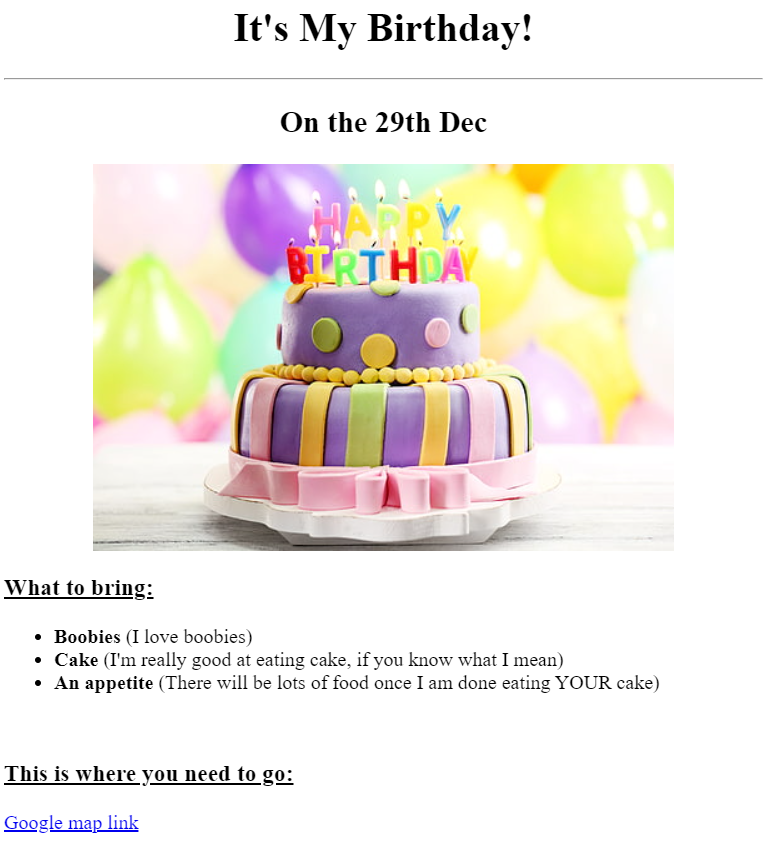 It's My Birthday!
On the 29th Dec
HAPPY
BIRTHDAY
What to bring:
Boobies (I love boobies)
Cake (I'm really good at eating cake, if you know what I mean)
An appetite (There will be lots of food once I am done eating YOUR cake)
This is where you need to go:
Google map link